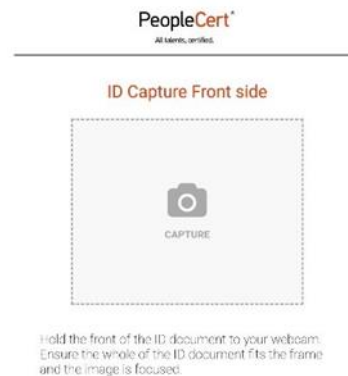 PeopleCert
All talents, certified.
ID Capture Front side
CAPTURE
Hold the front of the ID document to your webcam.
Ensure the whole of the ID document fits the frame
and the image is focused.